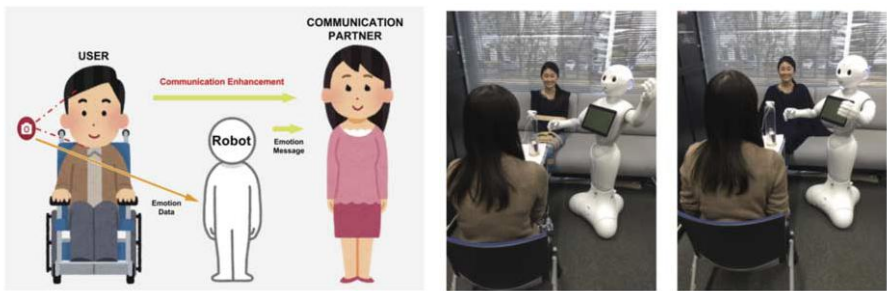 COMMUNICATION
PARTNER
USER
Communication Enhancement
Robot
Emotion
Message
Emotion
Data